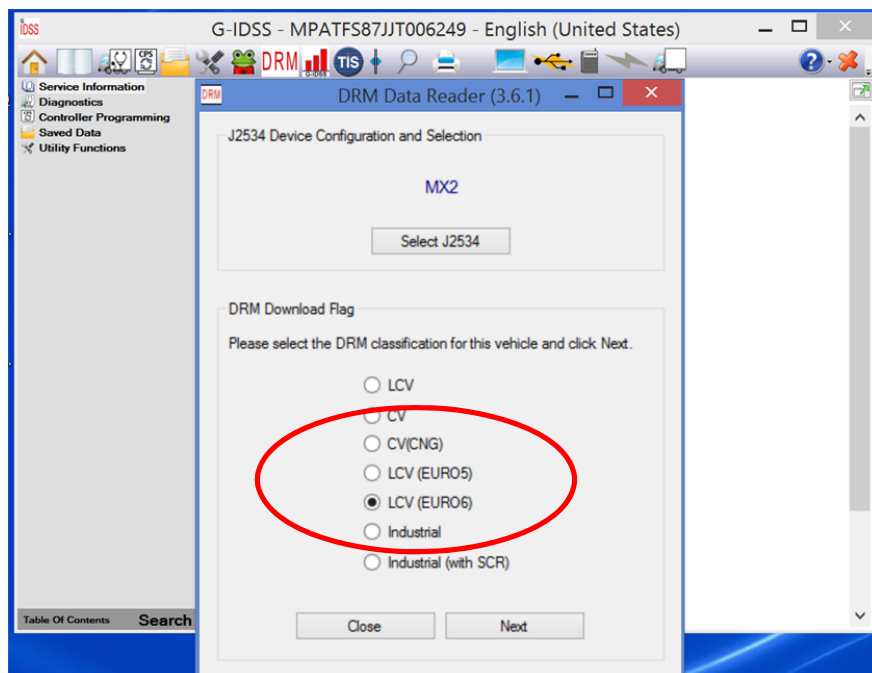 idss
G-IDSS - MPATFS87JJT006249 - English (United States)
CPS
DRM
G-IDSS
TIS
Service Information
Diagnostics
Controller Programming
Saved Data
Utility Functions
DRM
DRM Data Reader (3.6.1)
J2534 Device Configuration and Selection
MX2
Select J2534
DRM Download Flag
Please select the DRM classification for this vehicle and click Next.
LCV
CV
CV(CNG)
LCV (EURO5)
LCV (EURO6)
Industrial
Industrial (with SCR)
Close
Next
Table Of Contents
Search